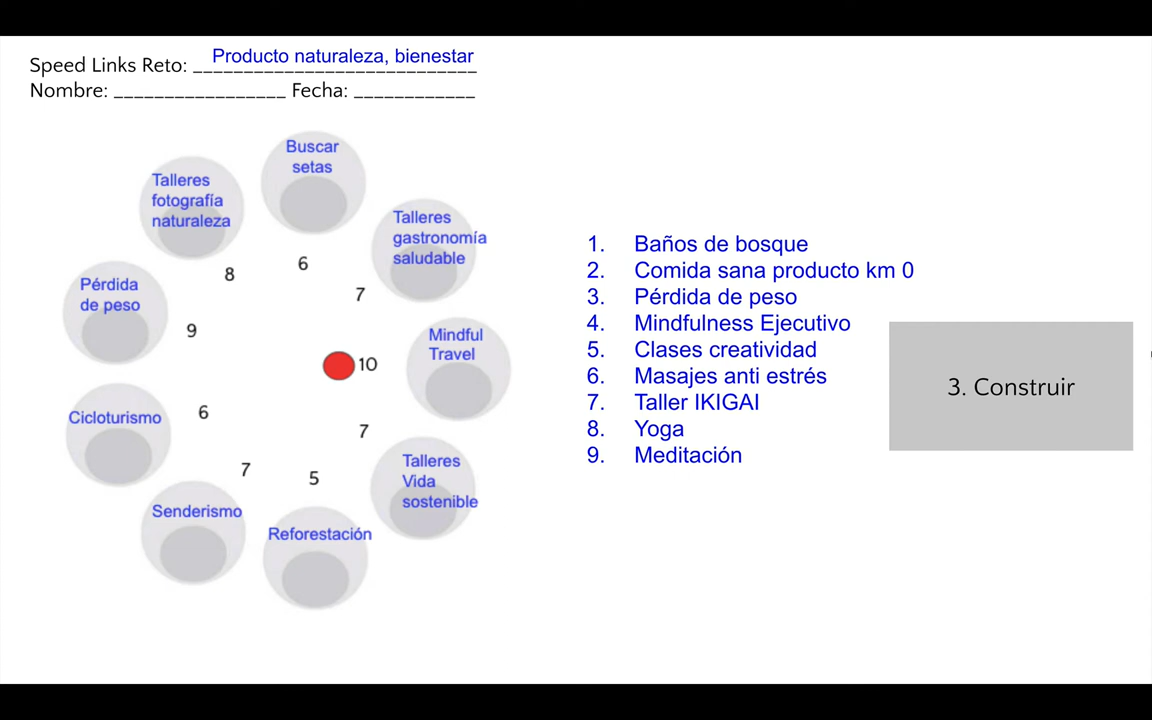 Producto naturaleza, bienestar
Speed Links Reto: ____________________________
Nombre: _________________ Fecha: ____________
Buscar
setas
Talleres
fotografía
naturaleza
Talleres
gastronomía
saludable
8
6
7
Pérdida
de peso
9
Mindful
Travel
10
Cicloturismo
6
7
Talleres
Vida
sostenible
7
5
Senderismo
Reforestación
1. Baños de bosque
2. Comida sana producto km 0
3. Pérdida de peso
4. Mindfulness Ejecutivo
5. Clases creatividad
6. Masajes anti estrés
7. Taller IKIGAI
8. Yoga
9. Meditación
3. Construir